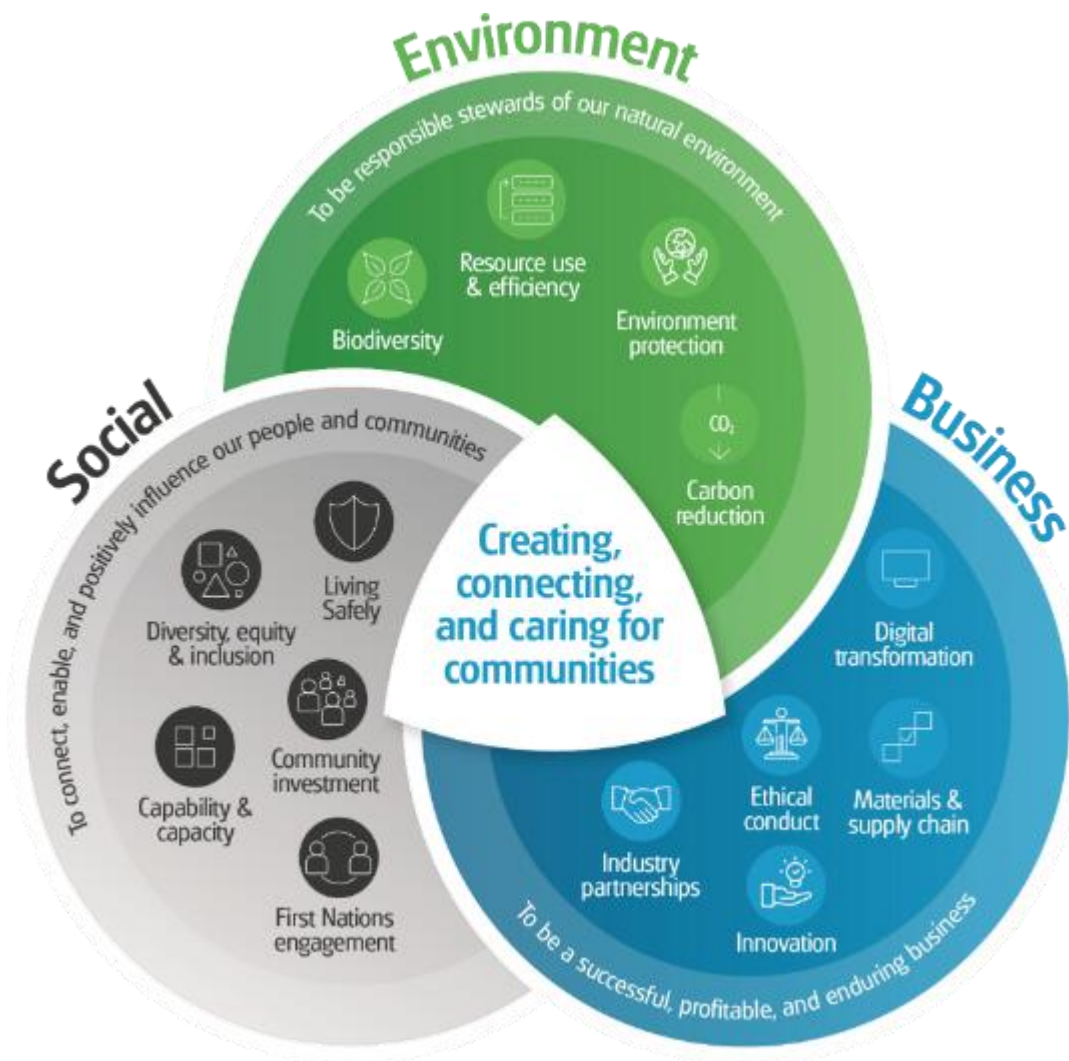 Environment
To be responsible stewards of our natural environment
Biodiversity
Resource use
& efficiency
Environment
protection
CO₂
Carbon
reduction
Social
To connect, enable, and positively influence our people and communities
Living
Safely
Diversity, equity
& inclusion
Community
investment
Capability &
capacity
First Nations
engagement
Creating,
connecting,
and caring for
communities
Business
Digital
transformation
Ethical
conduct
Materials &
supply chain
Industry
partnerships
Innovation
To be a successful, profitable, and enduring business